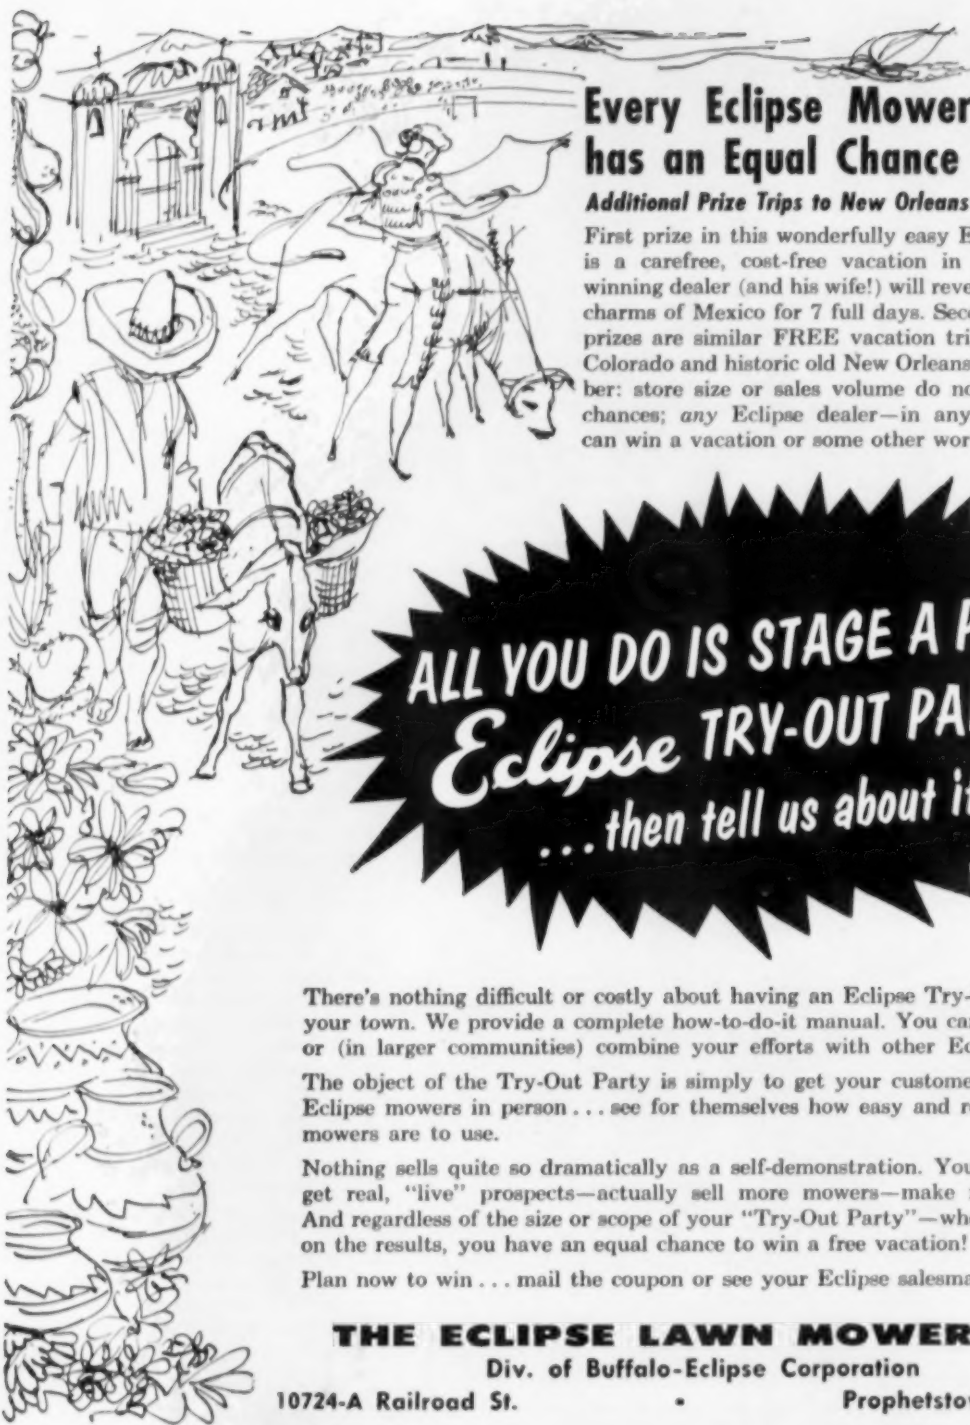 Every Eclipse Mower
has an Equal Chance
Additional Prize Trips to New Orleans
First prize in this wonderfully easy E
is a carefree, cost-free vacation in
winning dealer (and his wife!) will reve
charms of Mexico for 7 full days. Sec
prizes are similar FREE vacation tri
Colorado and historic old New Orleans
ber: store size or sales volume do no
chances; any Eclipse dealer—in any
can win a vacation or some other wor
ALL YOU DO IS STAGE A
Eclipse TRY-OUT PA
...then tell us about it
There's nothing difficult or costly about having an Eclipse Try-
your town. We provide a complete how-to-do-it manual. You ca
or (in larger communities) combine your efforts with other Ec
The object of the Try-Out Party is simply to get your custome
Eclipse mowers in person...see for themselves how easy and r
mowers are to use.
Nothing sells quite so dramatically as a self-demonstration. You
get real, "live" prospects—actually sell more mowers—make
And regardless of the size or scope of your "Try-Out Party"—wh
on the results, you have an equal chance to win a free vacation!
Plan now to win...mail the coupon or see your Eclipse salesma
THE ECLIPSE LAWN MOWER
Div. of Buffalo-Eclipse Corporation
10724-A Railroad St. • Prophetsto